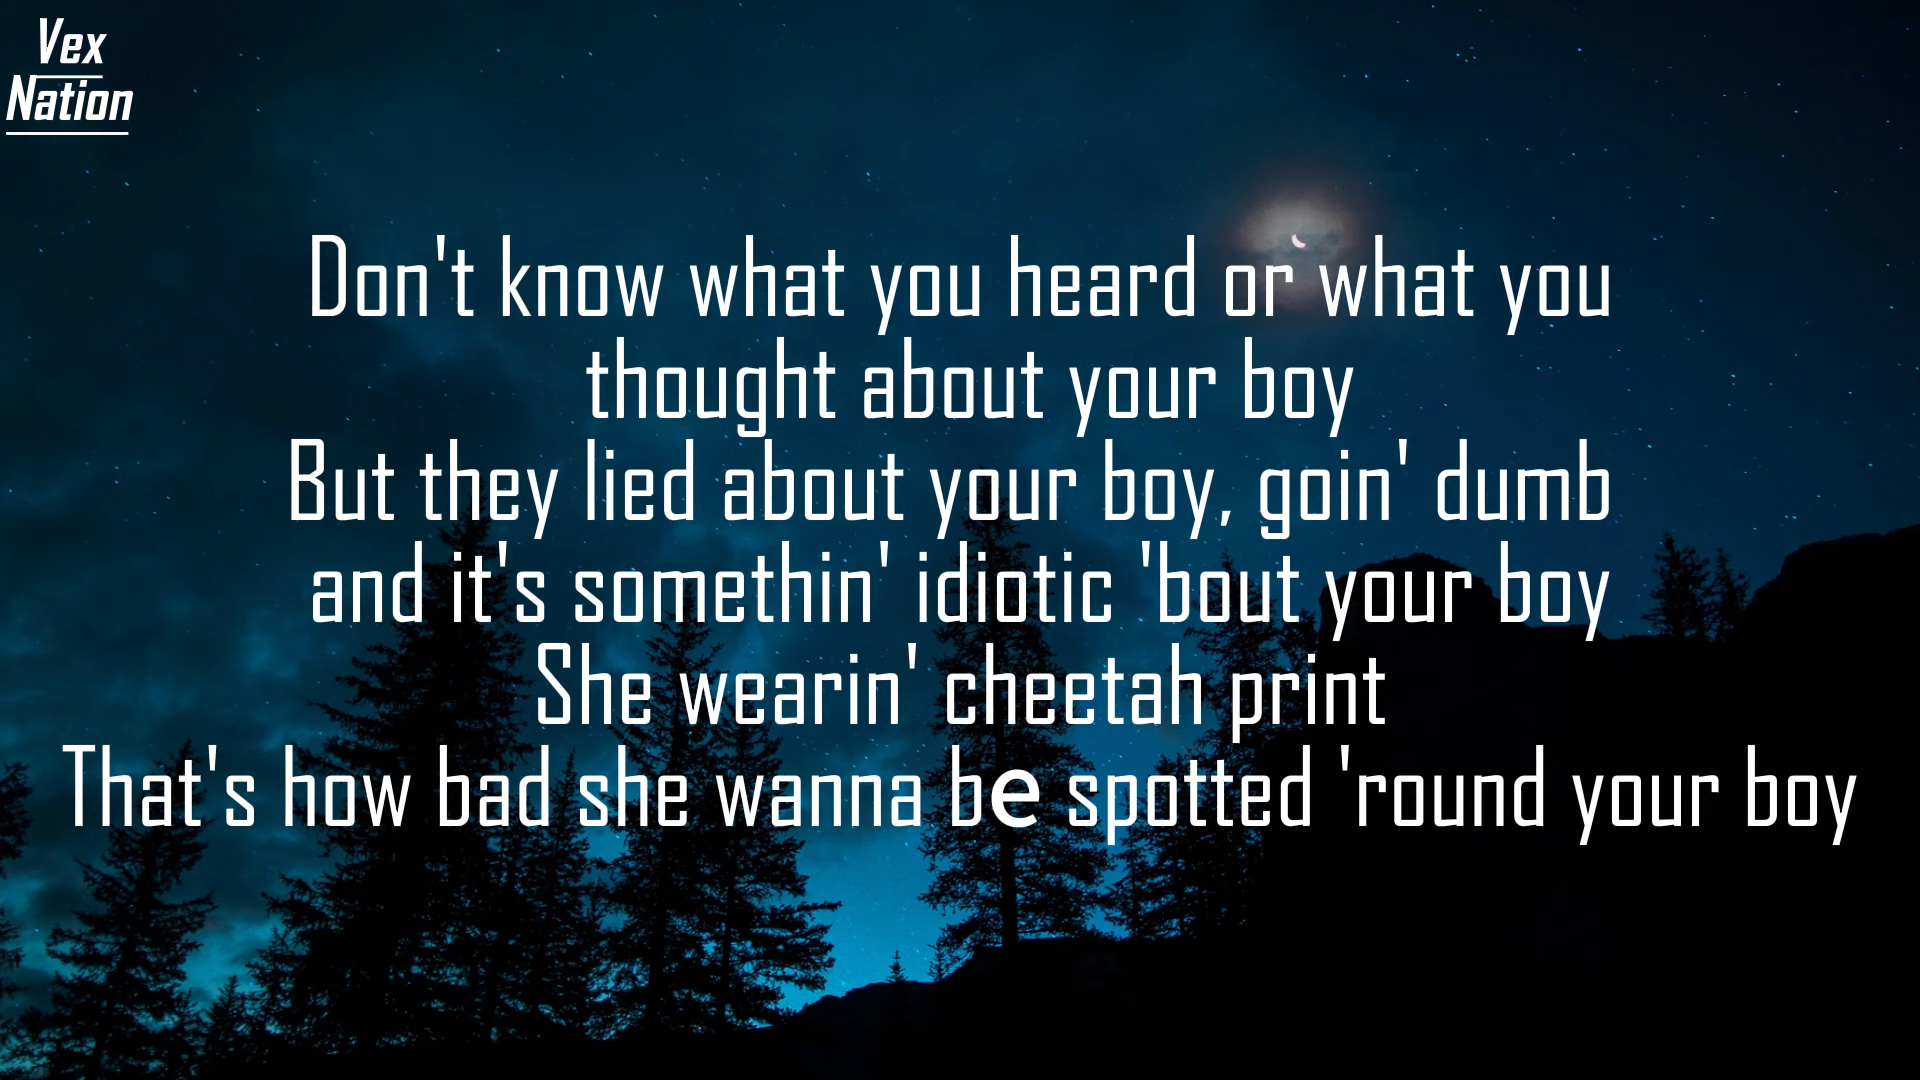 Vex
Nation
Don't know what you heard or what you
thought about your boy
But they lied about your boy, goin' dumb
and it's somethin' idiotic 'bout your boy
She wearin' cheetah print
That's how bad she wanna be spotted 'round your boy